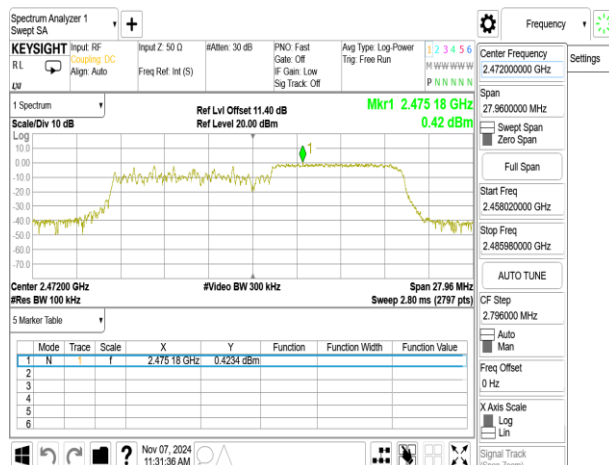 Spectrum Analyzer 1
Swept SA
+
Frequency
KEYSIGHT
RL
Input: RF
Coupling: DC
Align: Auto
Input Z: 50 Ω
Freq Ref: Int (S)
#Atten: 30 dB
PNO: Fast
Gate: Off
IF Gain: Low
Sig Track: Off
Avg Type: Log-Power
Trig: Free Run
1 2 3 4 5 6
M W W W W W
P N N N N N
Center Frequency
2.472000000 GHz
Settings
Span
27.9600000 MHz
Swept Span
Zero Span
Full Span
Start Freq
2.458020000 GHz
Stop Freq
2.485980000 GHz
AUTO TUNE
CF Step
2.796000 MHz
Auto
Man
Freq Offset
0 Hz
X Axis Scale
Log
Lin
Signal Track
(Span Zoom)
1 Spectrum
Scale/Div 10 dB
Ref Lvl Offset 11.40 dB
Ref Level 20.00 dBm
Mkr1 2.475 18 GHz
0.42 dBm
Log
10.0
0.00
-10.0
-20.0
-30.0
-40.0
-50.0
-60.0
-70.0
1
Center 2.47200 GHz
#Res BW 100 kHz
#Video BW 300 kHz
Span 27.96 MHz
Sweep 2.80 ms (2797 pts)
5 Marker Table
Mode Trace Scale X Y Function Function Width Function Value
1 N 1 f 2.475 18 GHz 0.4234 dBm
2
3
4
5
6
Nov 07, 2024
11:31:36 AM